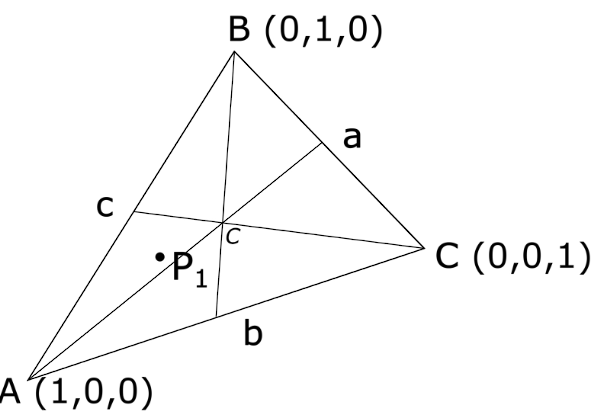 B (0,1,0)
a
c
C
P₁
C (0,0,1)
b
A (1,0,0)